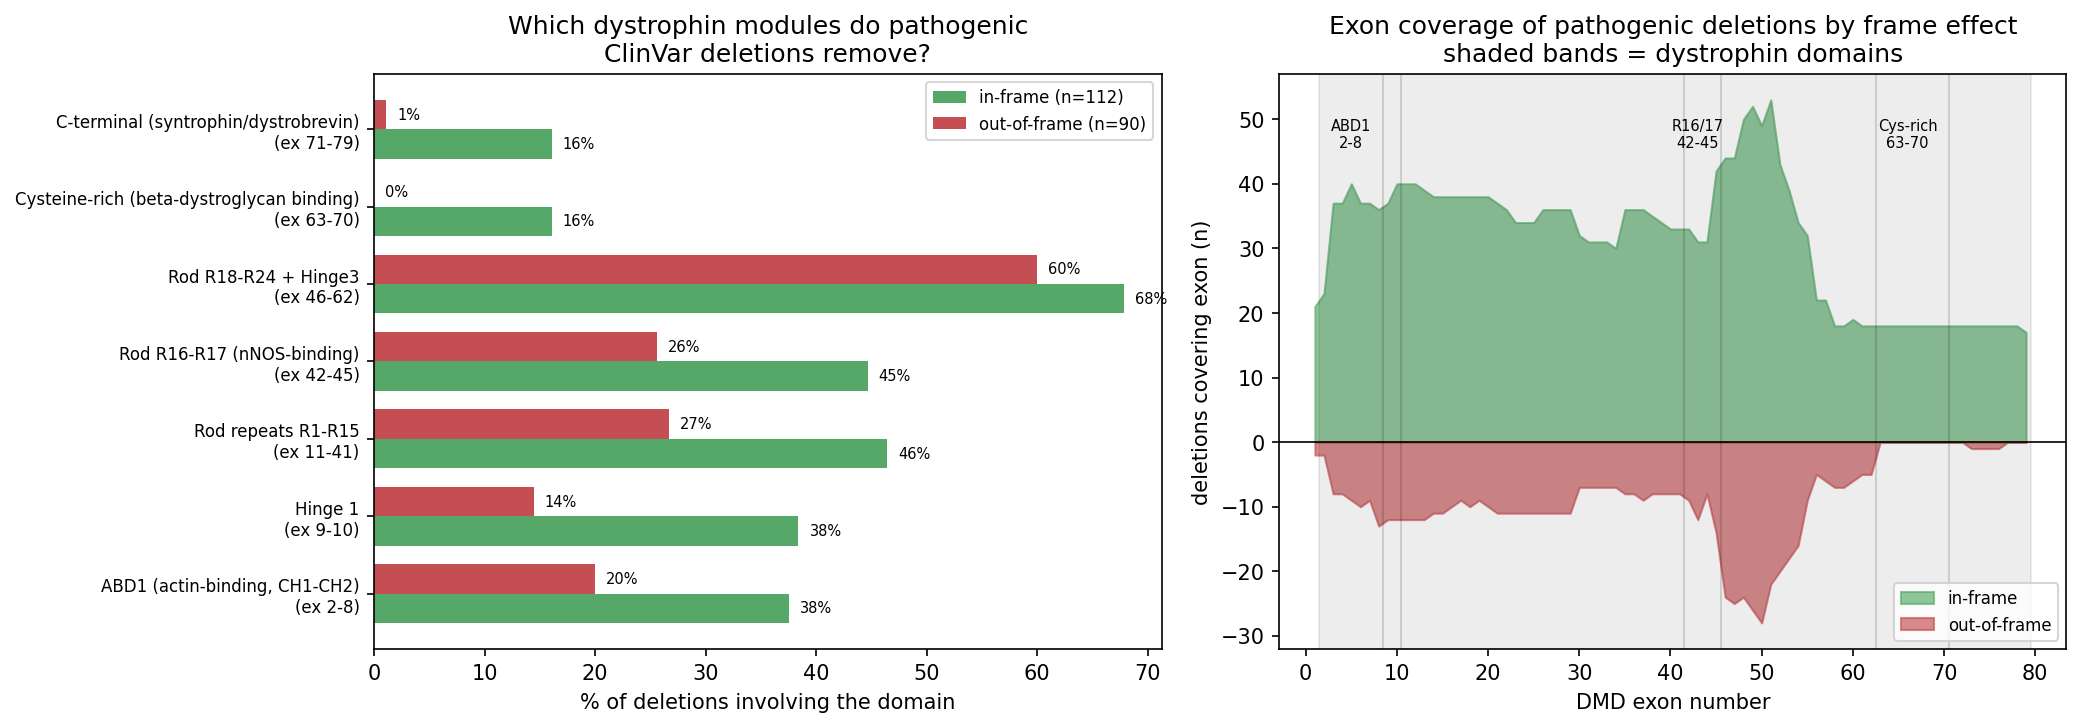 Which dystrophin modules do pathogenic
ClinVar deletions remove?
in-frame (n=112)
out-of-frame (n=90)
C-terminal (syntrophin/dystrobrevin)
(ex 71-79)
1%
16%
Cysteine-rich (beta-dystroglycan binding)
(ex 63-70)
0%
16%
Rod R18-R24 + Hinge3
(ex 46-62)
60%
68%
Rod R16-R17 (nNOS-binding)
(ex 42-45)
26%
45%
Rod repeats R1-R15
(ex 11-41)
27%
46%
Hinge 1
(ex 9-10)
14%
38%
ABD1 (actin-binding, CH1-CH2)
(ex 2-8)
20%
38%
0 10 20 30 40 50 60 70
% of deletions involving the domain
Exon coverage of pathogenic deletions by frame effect
shaded bands = dystrophin domains
ABD1
2-8
R16/17
42-45
Cys-rich
63-70
50
40
30
20
10
0
−10
−20
−30
deletions covering exon (n)
in-frame
out-of-frame
0 10 20 30 40 50 60 70 80
DMD exon number